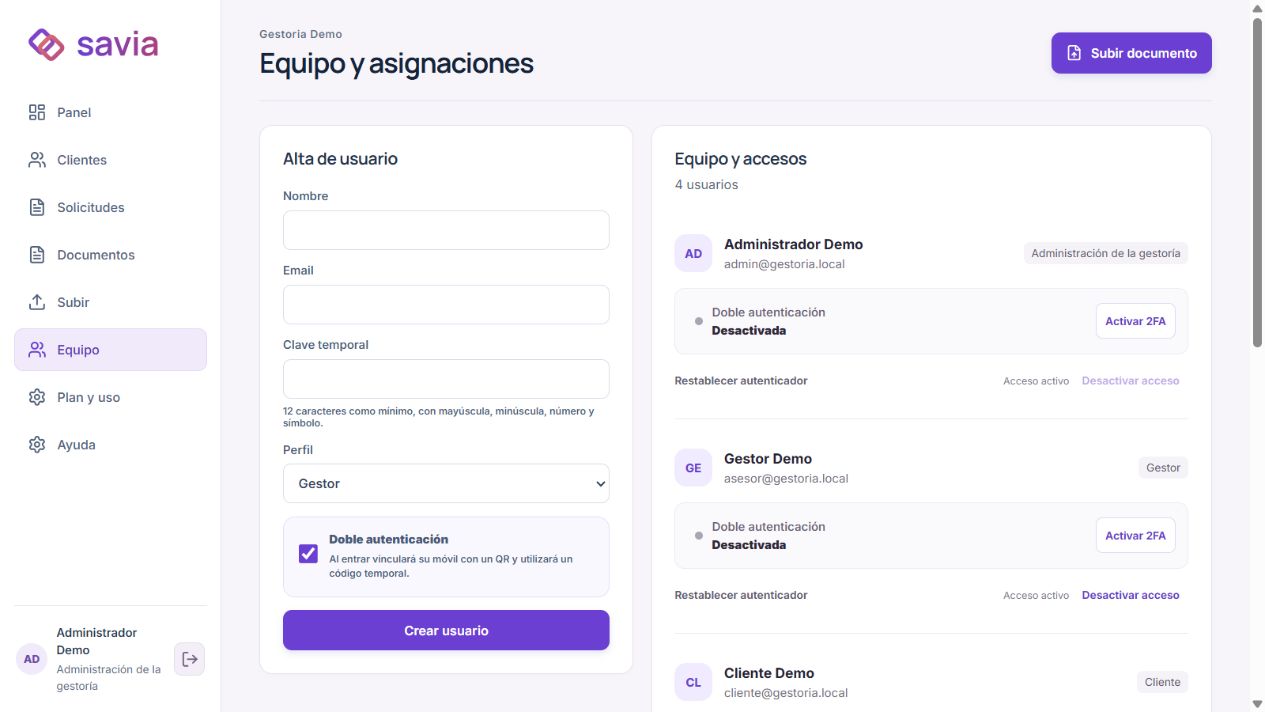 savia
Panel
Clientes
Solicitudes
Documentos
Subir
Equipo
Plan y uso
Ayuda
AD
Administrador
Demo
Administración de la
gestoría
Gestoria Demo
Equipo y asignaciones
Subir documento
Alta de usuario
Nombre
Email
Clave temporal
12 caracteres como mínimo, con mayúscula, minúscula, número y
símbolo.
Perfil
Gestor
Doble autenticación
Al entrar vinculará su móvil con un QR y utilizará un
código temporal.
Crear usuario
Equipo y accesos
4 usuarios
AD
Administrador Demo
admin@gestoria.local
Administración de la gestoría
Doble autenticación
Desactivada
Activar 2FA
Restablecer autenticador
Acceso activo
Desactivar acceso
GE
Gestor Demo
asesor@gestoria.local
Gestor
Doble autenticación
Desactivada
Activar 2FA
Restablecer autenticador
Acceso activo
Desactivar acceso
CL
Cliente Demo
cliente@gestoria.local
Cliente